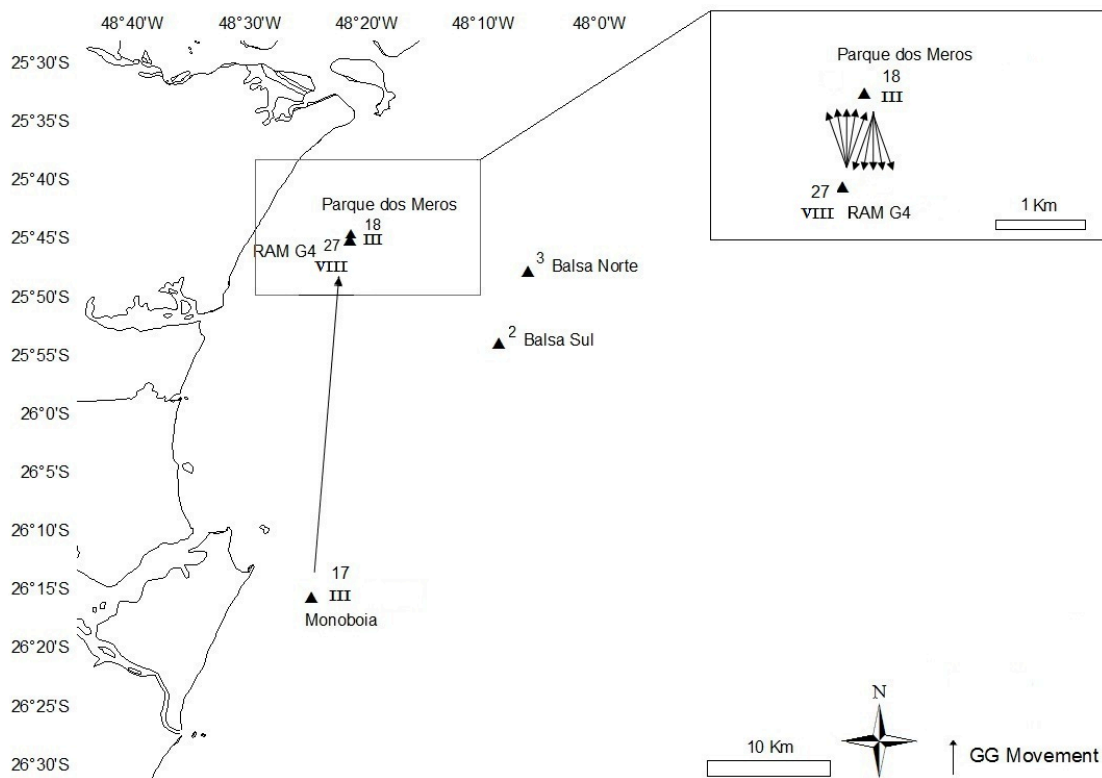 48°40'W 48°30'W 48°20'W 48°10'W 48°0'W
25°30'S
25°35'S
25°40'S
25°45'S
25°50'S
25°55'S
26°0'S
26°5'S
26°10'S
26°15'S
26°20'S
26°25'S
26°30'S
Parque dos Meros
18
III
27
RAM G4
VIII
3 Balsa Norte
2 Balsa Sul
17
III
Monoboia
Parque dos Meros
18
III
27
VIII RAM G4
1 Km
10 Km
N
GG Movement